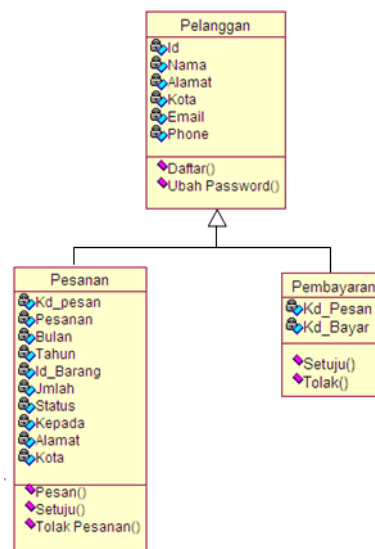 Pelanggan
Id
Nama
Alamat
Kota
Email
Phone
Daftar()
Ubah Password()
Pesanan
Kd_pesan
Pesanan
Bulan
Tahun
Id_Barang
Jmlah
Status
Kepada
Alamat
Kota
Pesan()
Setuju()
Tolak Pesanan()
Pembayaran
Kd_Pesan
Kd_Bayar
Setuju()
Tolak()